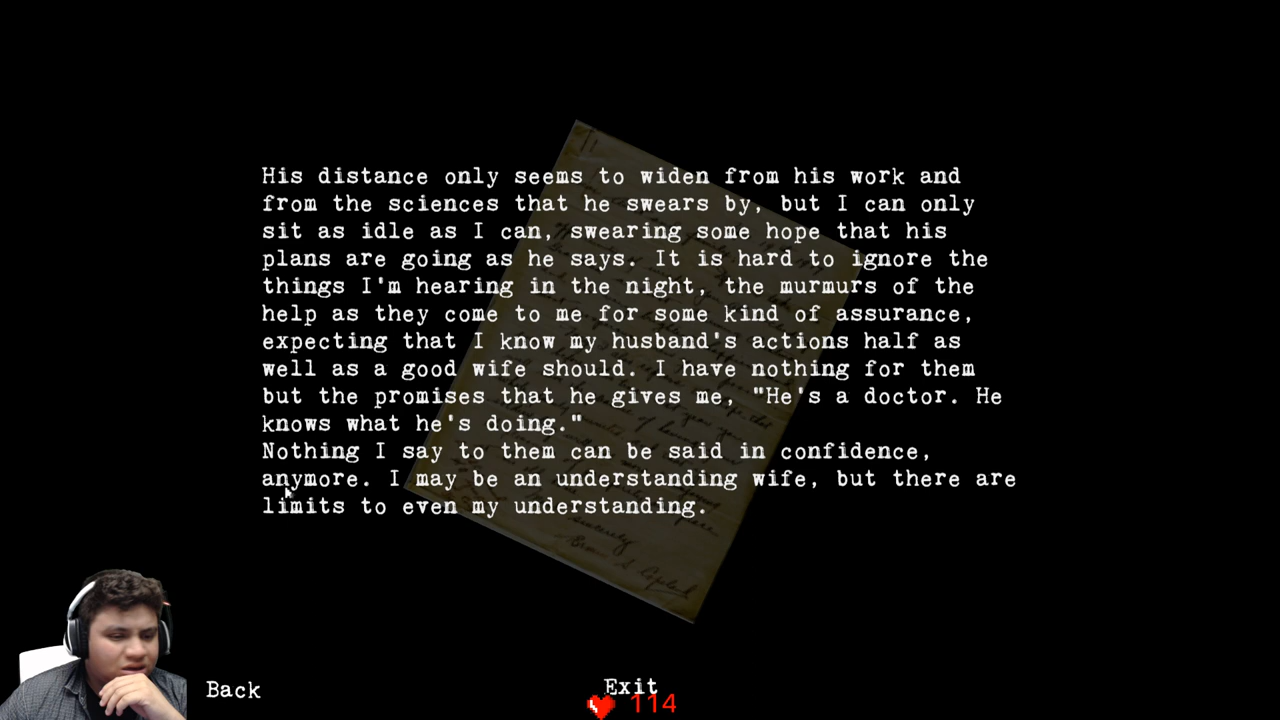 His distance only seems to widen from his work and
from the sciences that he swears by, but I can only
sit as idle as I can, swearing some hope that his
plans are going as he says. It is hard to ignore the
things I'm hearing in the night, the murmurs of the
help as they come to me for some kind of assurance,
expecting that I know my husband's actions half as
well as a good wife should. I have nothing for them
but the promises that he gives me, "He's a doctor. He
knows what he's doing."
Nothing I say to them can be said in confidence,
anymore. I may be an understanding wife, but there are
limits to even my understanding.
Back
Exit
114